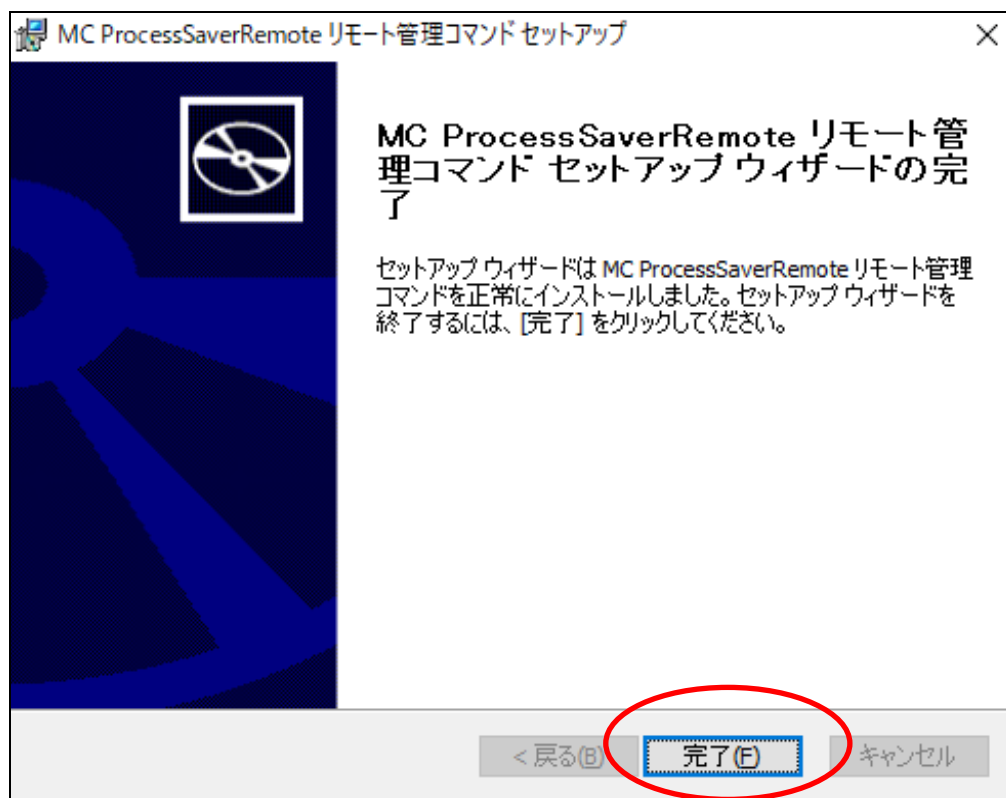 MC ProcessSaverRemote リモート管理コマンド セットアップ
MC ProcessSaverRemote リモート管
理コマンド セットアップ ウィザードの完
了
セットアップ ウィザードは MC ProcessSaverRemote リモート管理
コマンドを正常にインストールしました。セットアップ ウィザードを
終了するには、[完了] をクリックしてください。
< 戻る(B)
完了(F)
キャンセル